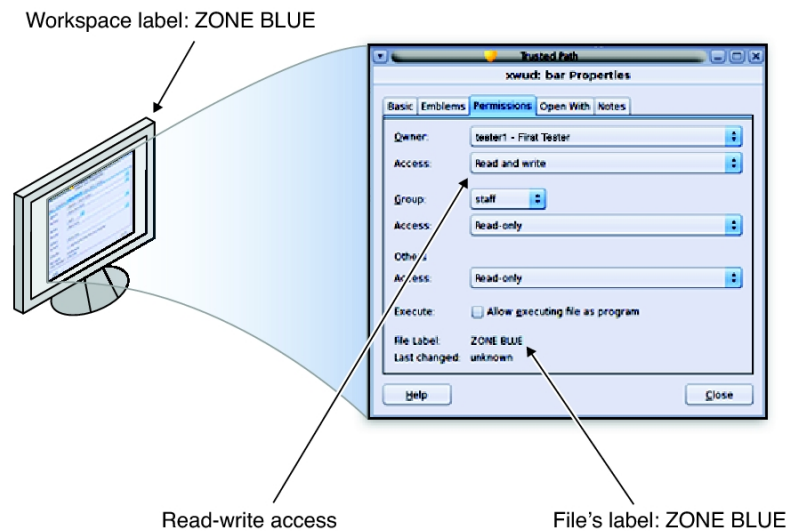 Workspace label: ZONE BLUE
Trusted Path
xwud: bar Properties
Basic Emblems Permissions Open With Notes
Owner: tester1 - First Tester
Access: Read and write
Group: staff
Access: Read-only
Others
Access: Read-only
Execute: Allow executing file as program
File Label: ZONE BLUE
Last changed: unknown
Help Close
Read-write access File's label: ZONE BLUE